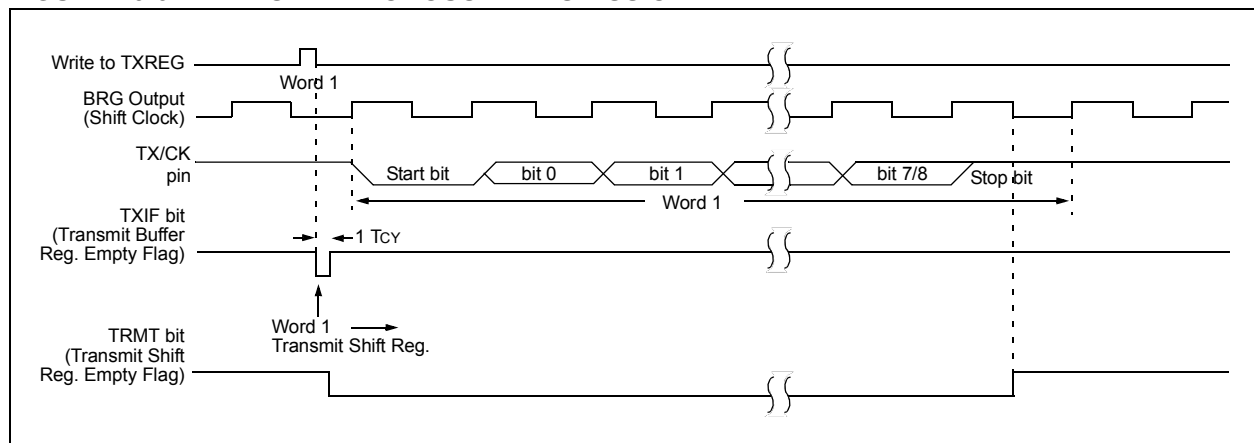 Write to TXREG
Word 1
BRG Output
(Shift Clock)
TX/CK
pin
Start bit
bit 0
bit 1
bit 7/8
Stop bit
Word 1
TXIF bit
(Transmit Buffer
Reg. Empty Flag)
1 TCY
Word 1
Transmit Shift Reg.
TRMT bit
(Transmit Shift
Reg. Empty Flag)